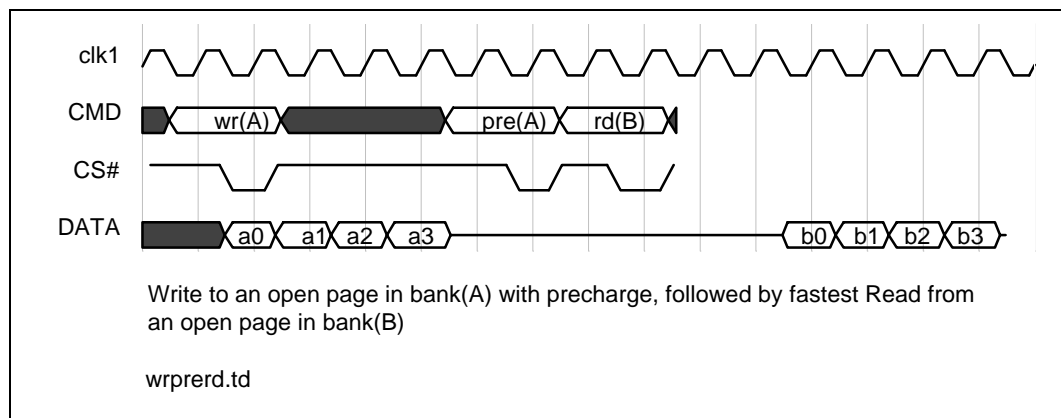 clk1
CMD wr(A) pre(A) rd(B)
CS#
DATA a0 a1 a2 a3 b0 b1 b2 b3
Write to an open page in bank(A) with precharge, followed by fastest Read from
an open page in bank(B)
wrprerd.td